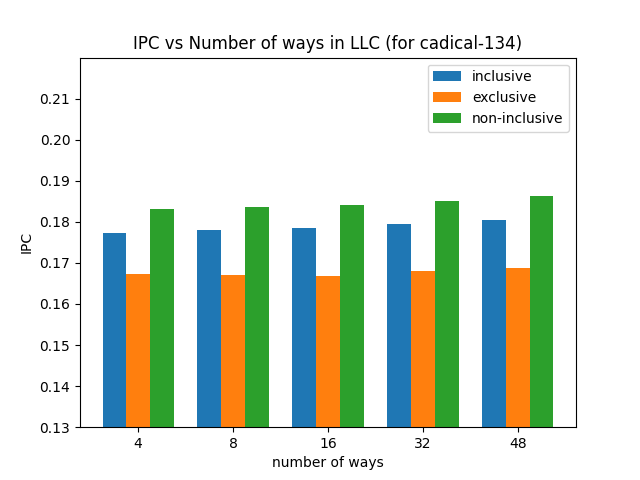 IPC vs Number of ways in LLC (for cadical-134)
inclusive
exclusive
non-inclusive
0.21
0.20
0.19
0.18
0.17
0.16
0.15
0.14
0.13
IPC
4 8 16 32 48
number of ways